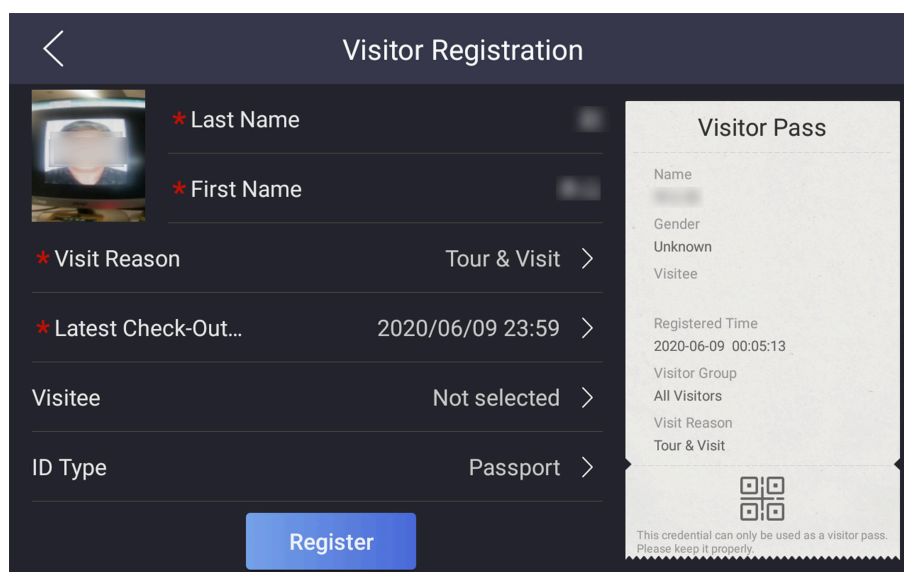 Visitor Registration
* Last Name
* First Name
* Visit Reason Tour & Visit
* Latest Check-Out... 2020/06/09 23:59
Visitee Not selected
ID Type Passport
Register
Visitor Pass
Name
Gender
Unknown
Visitee
Registered Time
2020-06-09 00:05:13
Visitor Group
All Visitors
Visit Reason
Tour & Visit
This credential can only be used as a visitor pass.
Please keep it properly.